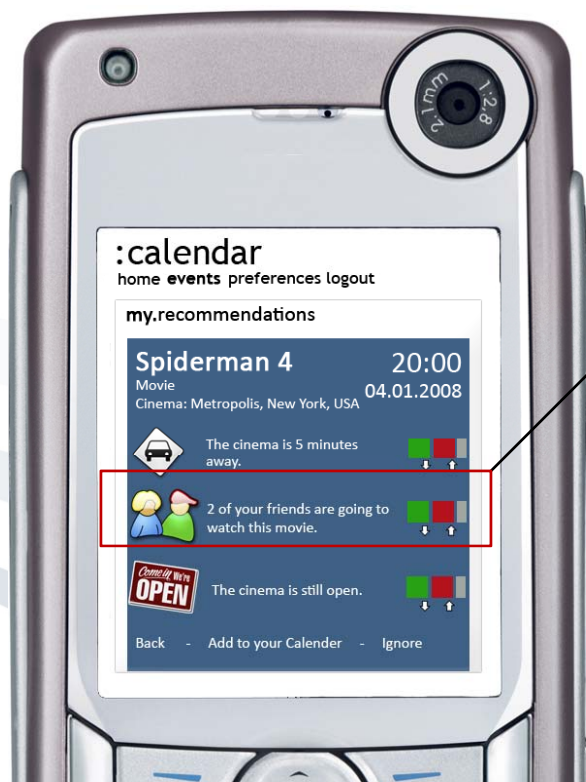 2.1mm 1:2.8
:calendar
home events preferences logout
my.recommendations
Spiderman 4 20:00
Movie 04.01.2008
Cinema: Metropolis, New York, USA
The cinema is 5 minutes
away.
2 of your friends are going to
watch this movie.
Come in, We're
OPEN
The cinema is still open.
Back - Add to your Calender - Ignore